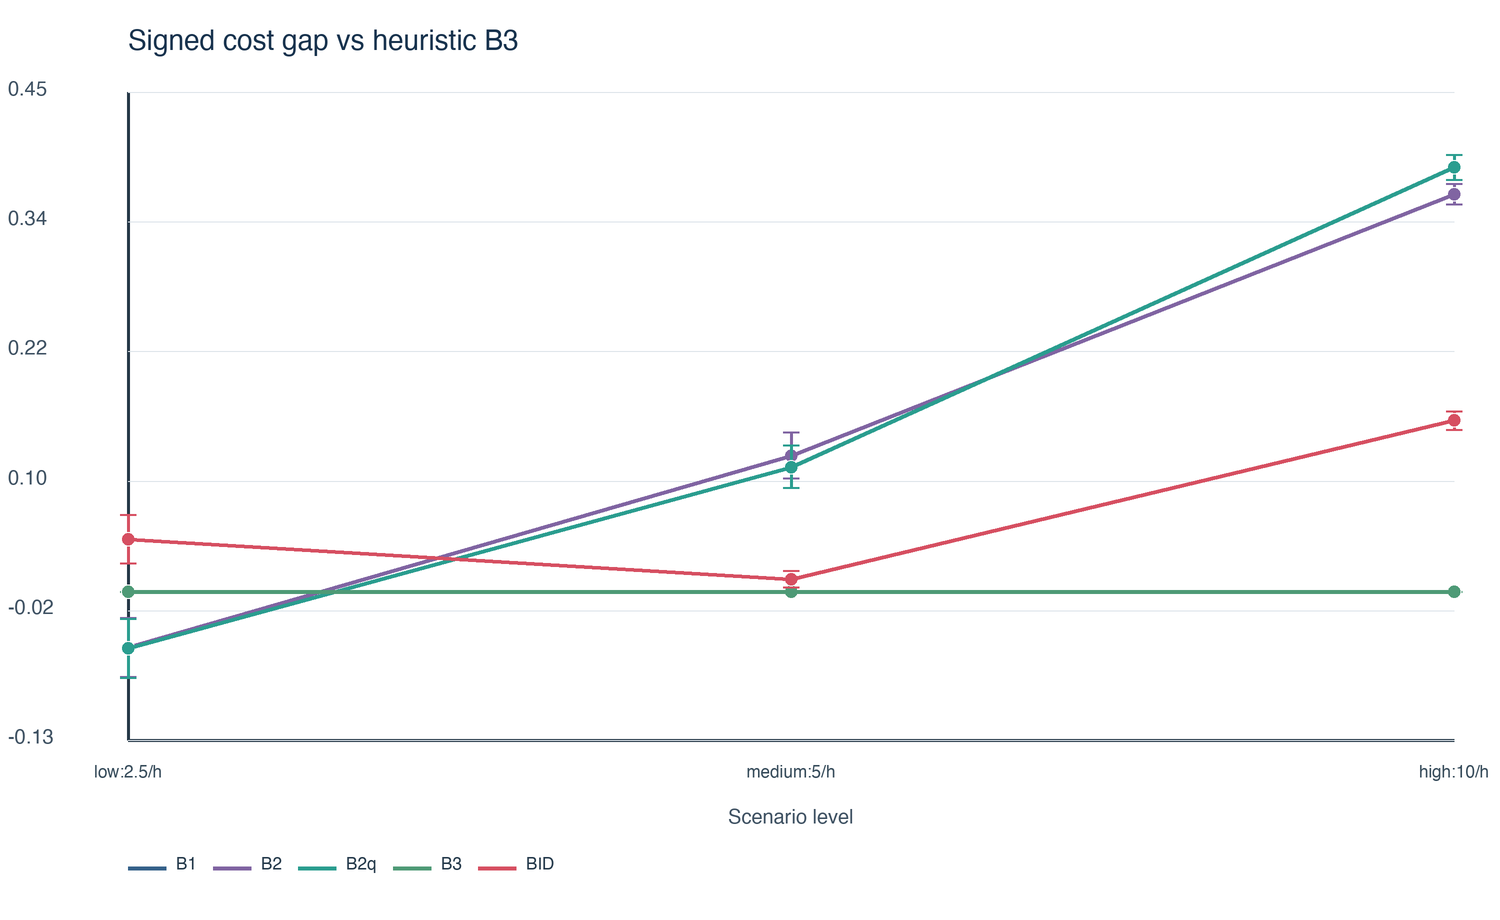 Signed cost gap vs heuristic B3
0.45
0.34
0.22
0.10
-0.02
-0.13
low:2.5/h medium:5/h high:10/h
Scenario level
B1 B2 B2q B3 BID